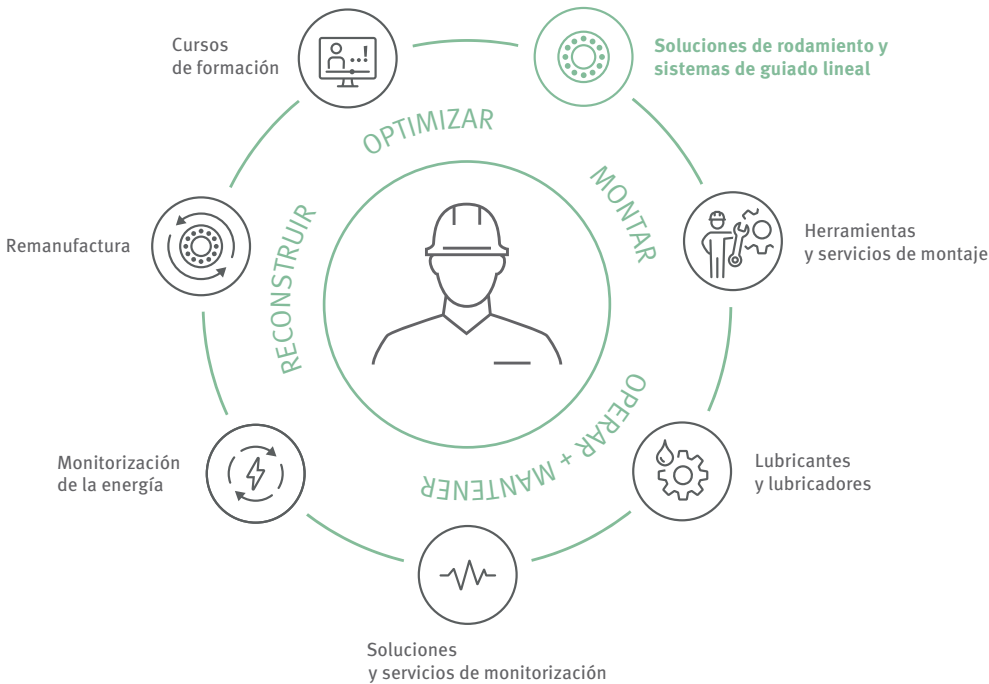 Cursos
de formación
Soluciones de rodamiento y
sistemas de guiado lineal
OPTIMIZAR
MONTAR
RECONSTRUIR
OPERAR + MANTENER
Remanufactura
Herramientas
y servicios de montaje
Monitorización
de la energía
Lubricantes
y lubricadores
Soluciones
y servicios de monitorización